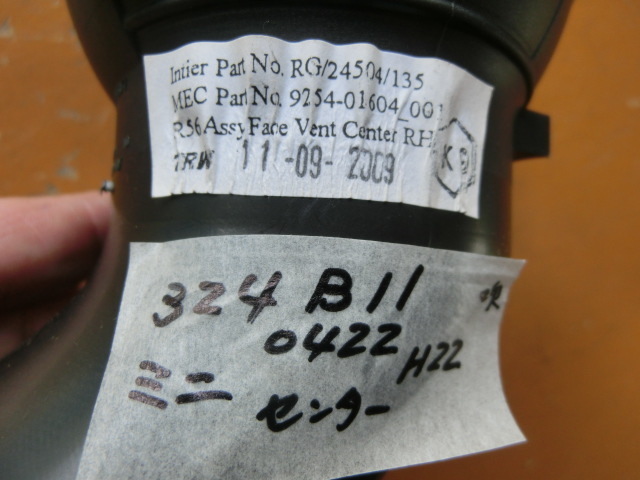 Intier Part No. RG/24504/135
MEC Part No. 9254-01604_001
R56 Assy Face Vent Center RH
TRW 11-09-2009
K
324 B11
吹
0422 H22
ミニ
センター